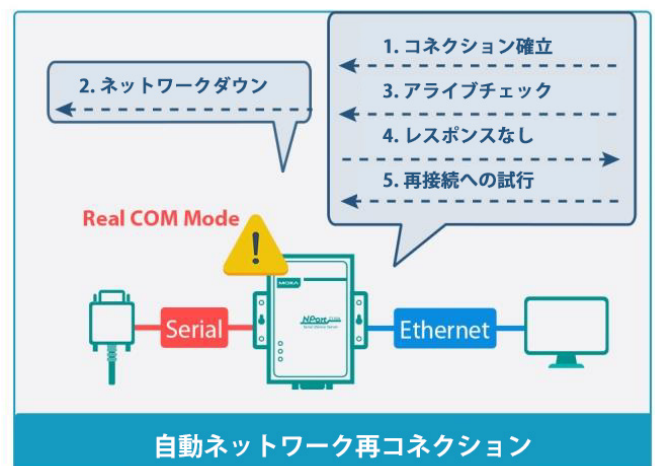 1. コネクション確立
2. ネットワークダウン
3. アライブチェック
4. レスポンスなし
5. 再接続への試行
Real COM Mode
!
MOXA
NPort
Serial
Ethernet
自動ネットワーク再コネクション